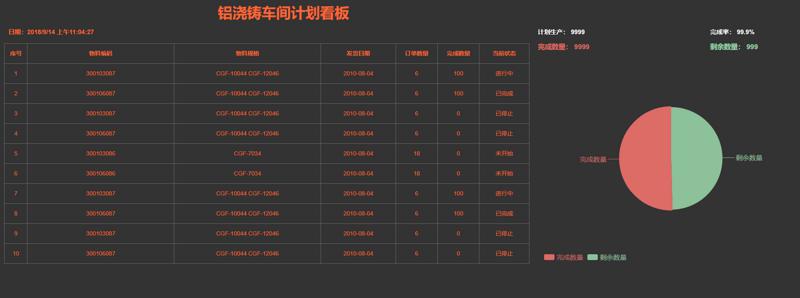 铝浇铸车间计划看板
日期：2018/9/14 上午11:04:27
计划生产： 9999 完成率： 99.9%
完成数量： 9999 剩余数量： 999
序号 物料编码 物料规格 发货日期 订单数量 完成数量 当前状态
1 300103087 CGF-10044 CGF-12046 2010-08-04 6 100 进行中
2 300106087 CGF-10044 CGF-12046 2010-08-04 6 100 已完成
3 300103087 CGF-10044 CGF-12046 2010-08-04 6 0 已停止
4 300106087 CGF-10044 CGF-12046 2010-08-04 6 0 已停止
5 300103086 CGF-7034 2010-08-04 18 0 未开始
6 300106086 CGF-7034 2010-08-04 18 0 未开始
7 300103087 CGF-10044 CGF-12046 2010-08-04 6 100 进行中
8 300106087 CGF-10044 CGF-12046 2010-08-04 6 100 已完成
9 300103087 CGF-10044 CGF-12046 2010-08-04 6 0 已停止
10 300106087 CGF-10044 CGF-12046 2010-08-04 6 0 已停止
完成数量 剩余数量
完成数量 剩余数量